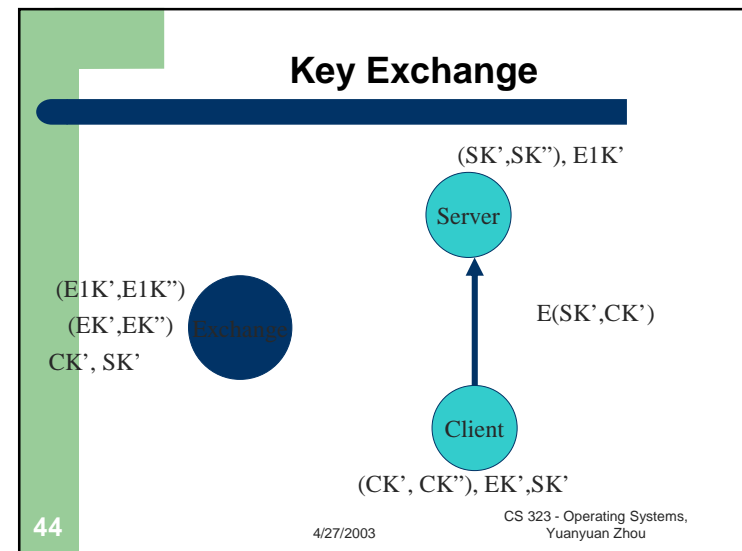 Key Exchange
(SK’,SK”), E1K’
Server
(E1K’,E1K”)
(EK’,EK”)
Exchange
CK’, SK’
E(SK’,CK’)
Client
(CK’, CK”), EK’,SK’
44
4/27/2003
CS 323 - Operating Systems,
Yuanyuan Zhou